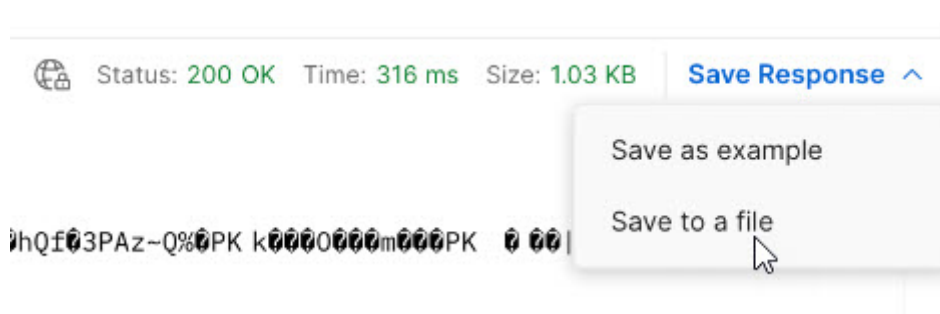 Status: 200 OK Time: 316 ms Size: 1.03 KB Save Response
Save as example
Save to a file
hQf�3PAz~Q%�PK k���O���m���PK � ��|